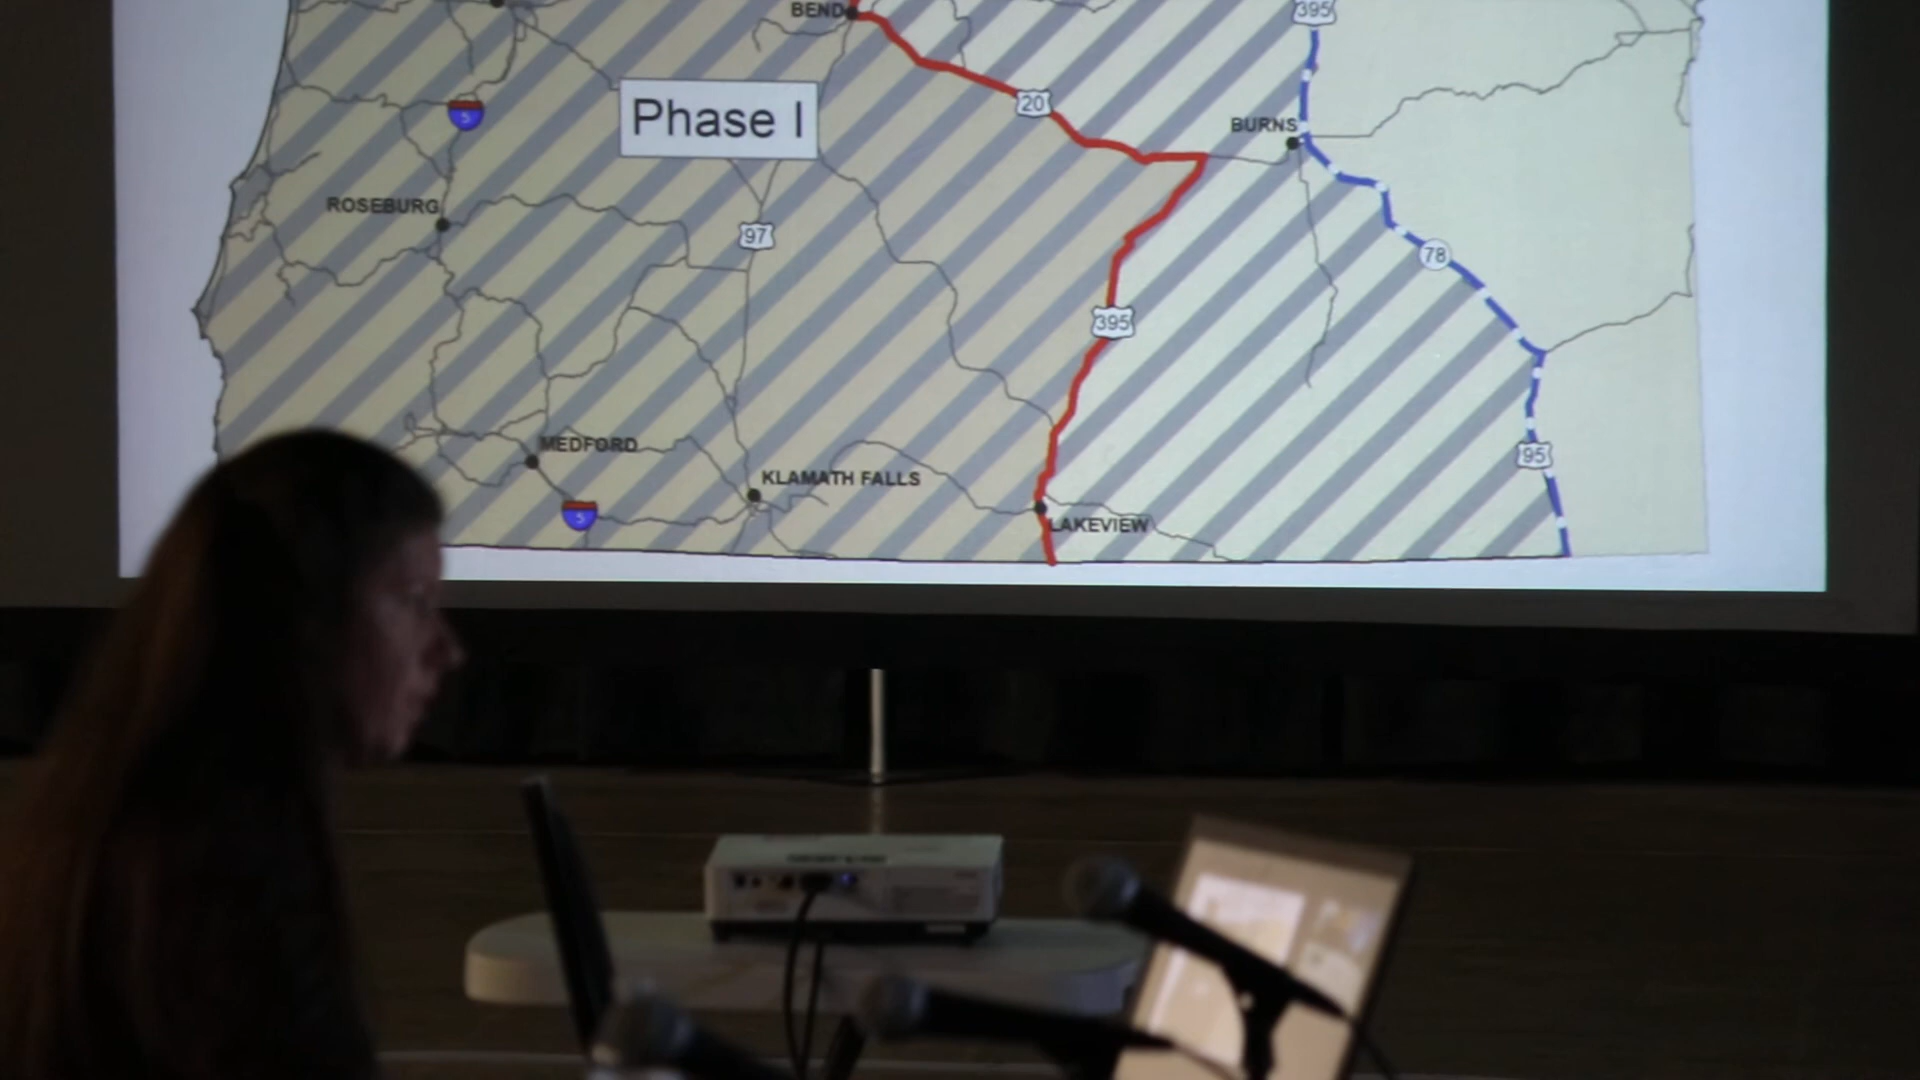 BEND
395
20
5
Phase I
BURNS
ROSEBURG
97
78
395
MEDFORD
95
KLAMATH FALLS
5
LAKEVIEW